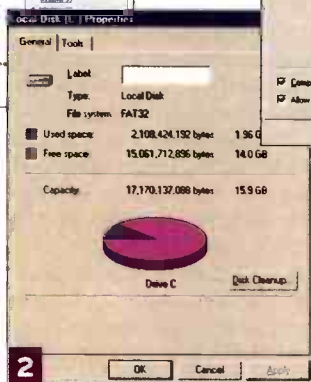 Local Disk (C:) Properties
General Tools
Label
Type: Local Disk
File system: FAT32
Used space: 2,108,424,192 bytes 1.96 G
Free space: 15,061,712,896 bytes 14.0 GB
Capacity: 17,170,137,088 bytes 15.9 GB
Drive C
Disk Cleanup...
2
OK Cancel Apply
Comp
Allow